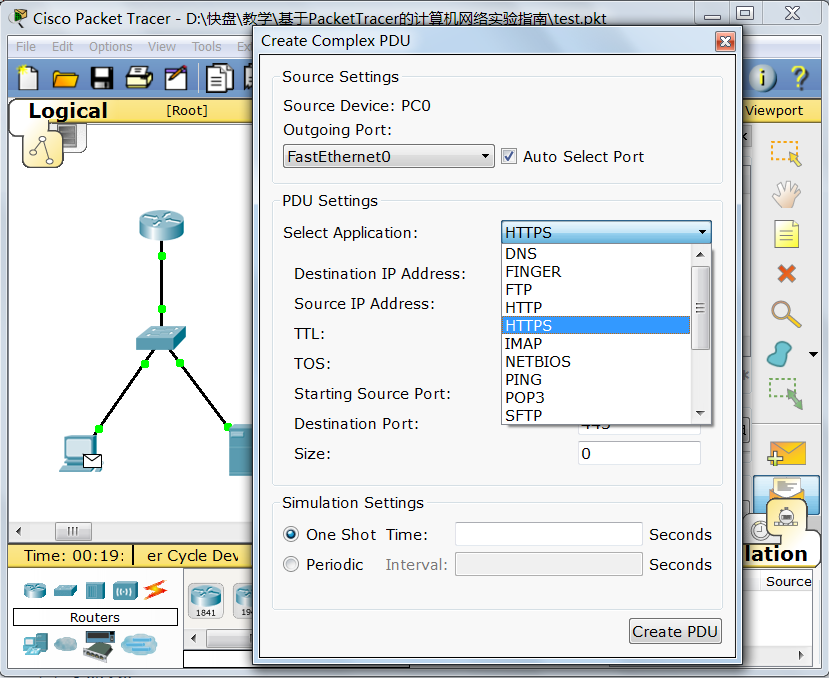 Cisco Packet Tracer - D:\快盘\教学\基于PacketTracer的计算机网络实验指南\test.pkt
File Edit Options View Tools Ex
Logical
[Root]
Viewport
Create Complex PDU
Source Settings
Source Device: PC0
Outgoing Port:
FastEthernet0
Auto Select Port
PDU Settings
Select Application:
HTTPS
DNS
FINGER
FTP
HTTP
HTTPS
IMAP
NETBIOS
PING
POP3
SFTP
Destination IP Address:
Source IP Address:
TTL:
TOS:
Starting Source Port:
Destination Port:
443
Size:
0
Simulation Settings
One Shot Time:
Seconds
Periodic Interval:
Seconds
Create PDU
Time: 00:19:
er Cycle Dev
lation
Source
Routers
1841
19